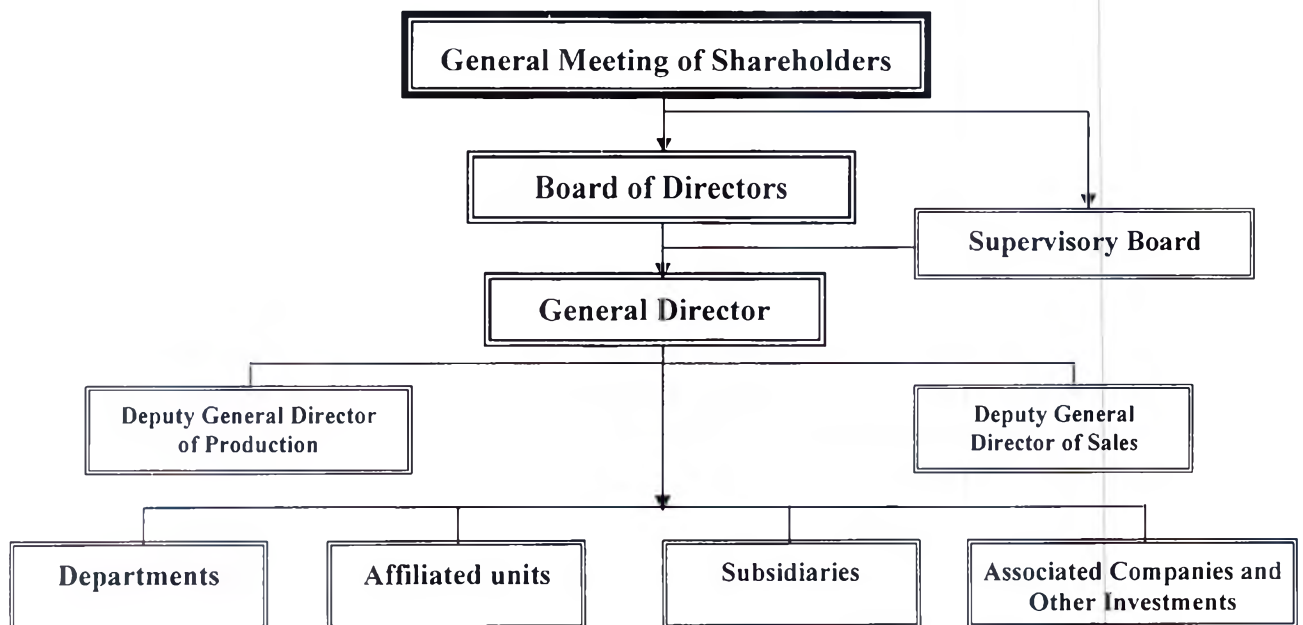 General Meeting of Shareholders
Board of Directors
Supervisory Board
General Director
Deputy General Director
of Production
Deputy General
Director of Sales
Departments
Affiliated units
Subsidiaries
Associated Companies and
Other Investments